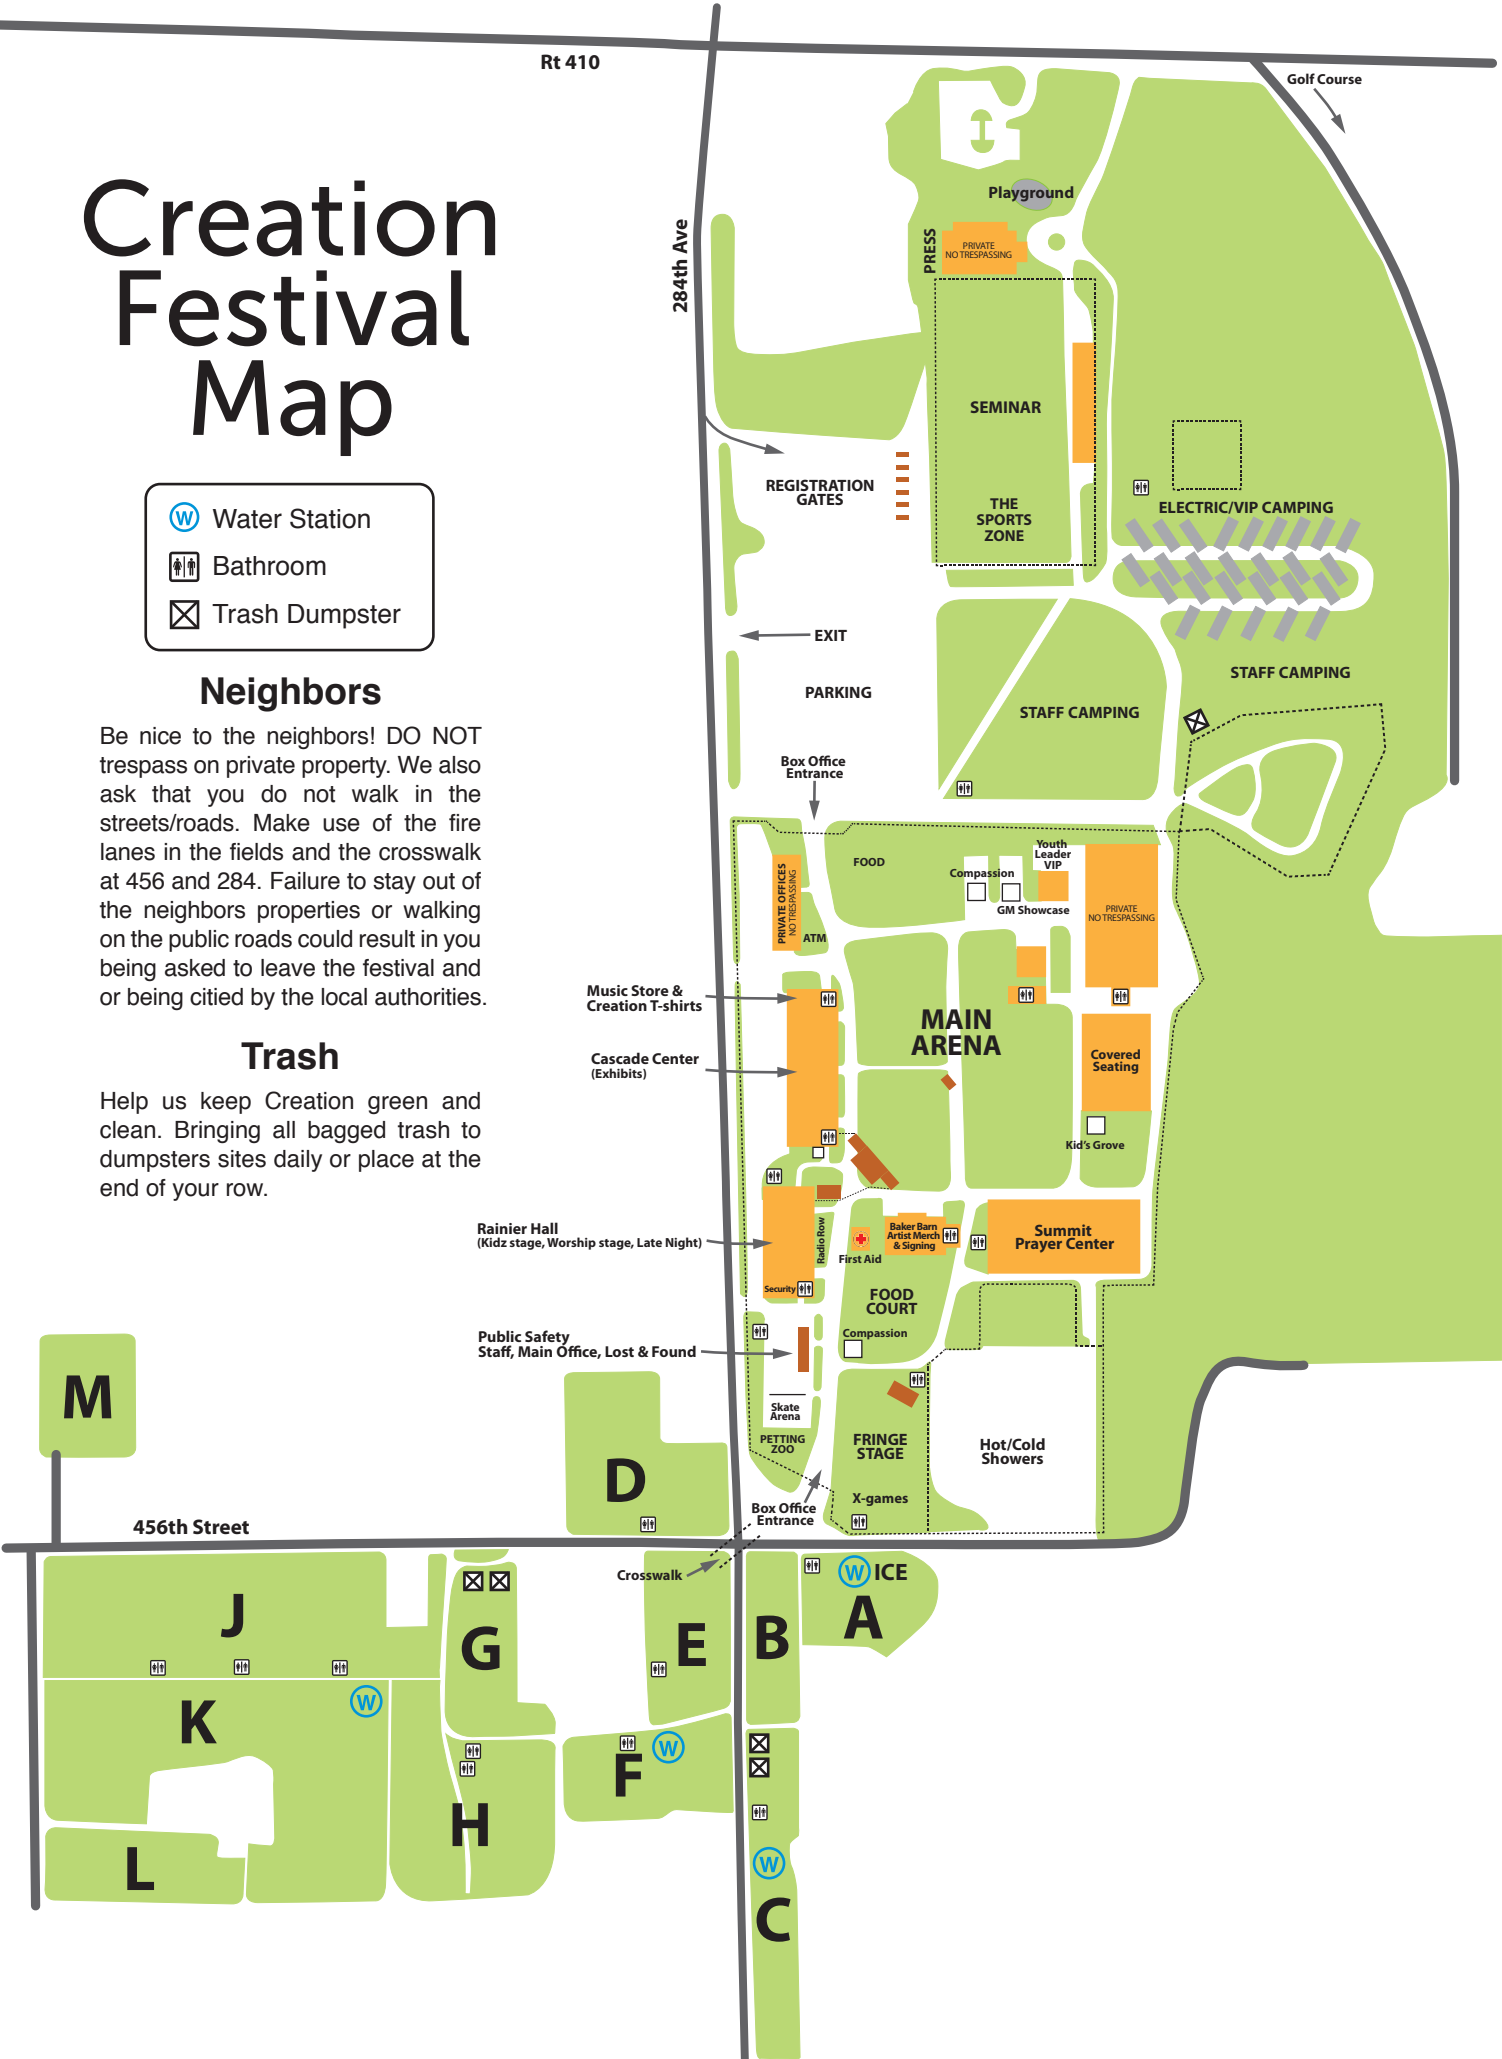 Rt 410
Golf Course
Creation
Festival
Map
284th Ave
Playground
PRESS
PRIVATE
NO TRESPASSING
SEMINAR
REGISTRATION
GATES
THE
SPORTS
ZONE
ELECTRIC/VIP CAMPING
W Water Station
Bathroom
Trash Dumpster
EXIT
PARKING
STAFF CAMPING
STAFF CAMPING
Neighbors
Be nice to the neighbors! DO NOT
trespass on private property. We also
ask that you do not walk in the
streets/roads. Make use of the fire
lanes in the fields and the crosswalk
at 456 and 284. Failure to stay out of
the neighbors properties or walking
on the public roads could result in you
being asked to leave the festival and
or being citied by the local authorities.
Trash
Help us keep Creation green and
clean. Bringing all bagged trash to
dumpsters sites daily or place at the
end of your row.
Box Office
Entrance
FOOD
Youth
Leader
VIP
Compassion
GM Showcase
PRIVATE OFFICES
NO TRESPASSING
ATM
PRIVATE
NO TRESPASSING
Music Store &
Creation T-shirts
MAIN
ARENA
Cascade Center
(Exhibits)
Covered
Seating
Kid's Grove
Rainier Hall
(Kidz stage, Worship stage, Late Night)
Radio Row
First Aid
Baker Barn
Artist Merch
& Signing
Summit
Prayer Center
Security
FOOD
COURT
Compassion
Public Safety
Staff, Main Office, Lost & Found
Skate
Arena
PETTING
ZOO
FRINGE
STAGE
X-games
Hot/Cold
Showers
Box Office
Entrance
Crosswalk
456th Street
M
D
W ICE
A
B
E
G
J
K
W
F
W
H
L
W
C